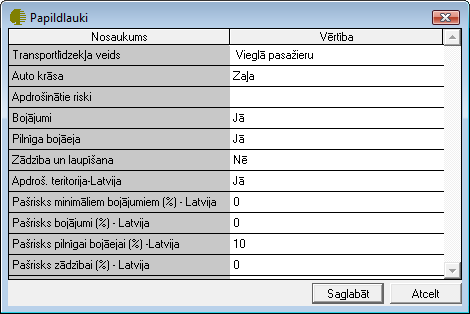 Papildlauki
Nosaukums Vērtība
Transportlīdzekļa veids Vieglā pasažieru
Auto krāsa Zaļa
Apdrošinātie riski
Bojājumi Jā
Pilnīga bojāeja Jā
Zādzība un laupīšana Nē
Apdroš. teritorija-Latvija Jā
Pašrisks minimāliem bojājumiem (%) - Latvija 0
Pašrisks bojājumi (%) - Latvija 0
Pašrisks pilnīgai bojāejai (%) -Latvija 10
Pašrisks zādzībai (%) - Latvija 0
Saglabāt Atcelt